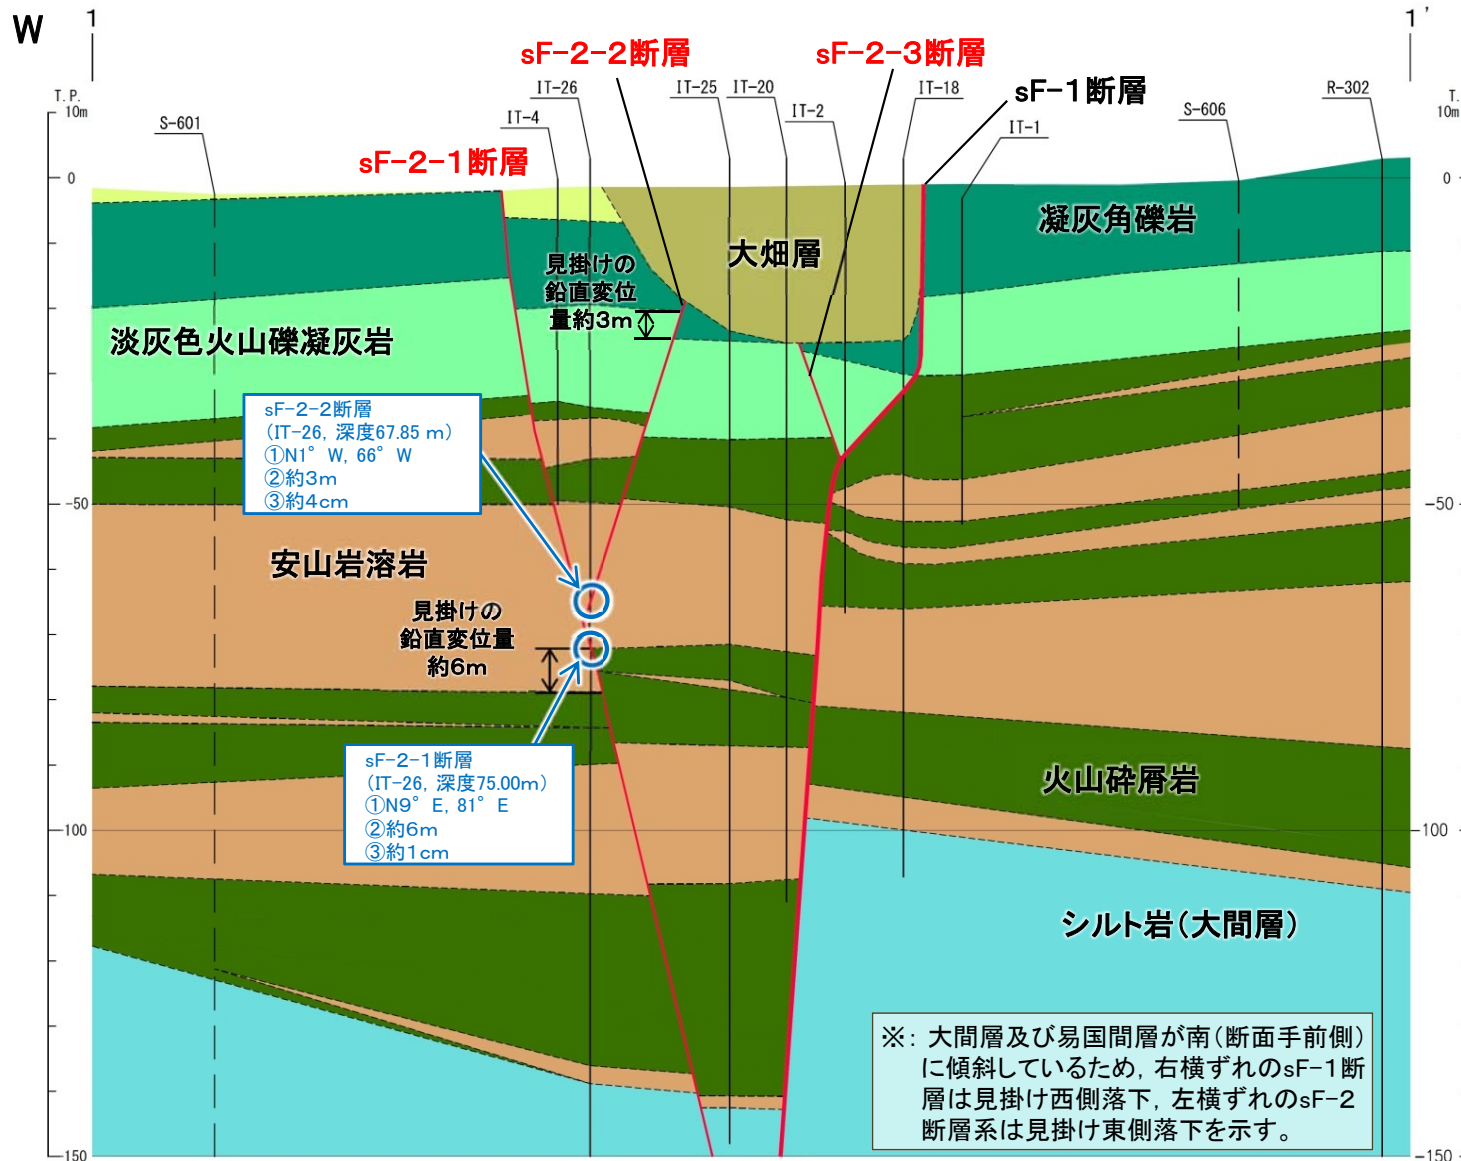 W
1
1'
sF-2-2断層
sF-2-3断層
sF-1断層
T.P.
10m
IT-26
IT-25
IT-20
IT-18
R-302
T.
10m
S-601
IT-4
IT-2
IT-1
S-606
sF-2-1断層
0
0
凝灰角礫岩
大畑層
見掛けの
鉛直変位
量約3m
淡灰色火山礫凝灰岩
sF-2-2断層
(IT-26, 深度67.85 m)
①N1°W, 66°W
②約3m
③約4cm
-50
-50
安山岩溶岩
見掛けの
鉛直変位量
約6m
sF-2-1断層
(IT-26, 深度75.00m)
①N9°E, 81°E
②約6m
③約1cm
火山砕屑岩
-100
-100
シルト岩(大間層)
※: 大間層及び易国間層が南(断面手前側)
に傾斜しているため, 右横ずれのsF-1断
層は見掛け西側落下, 左横ずれのsF-2
断層系は見掛け東側落下を示す。
-150
-150